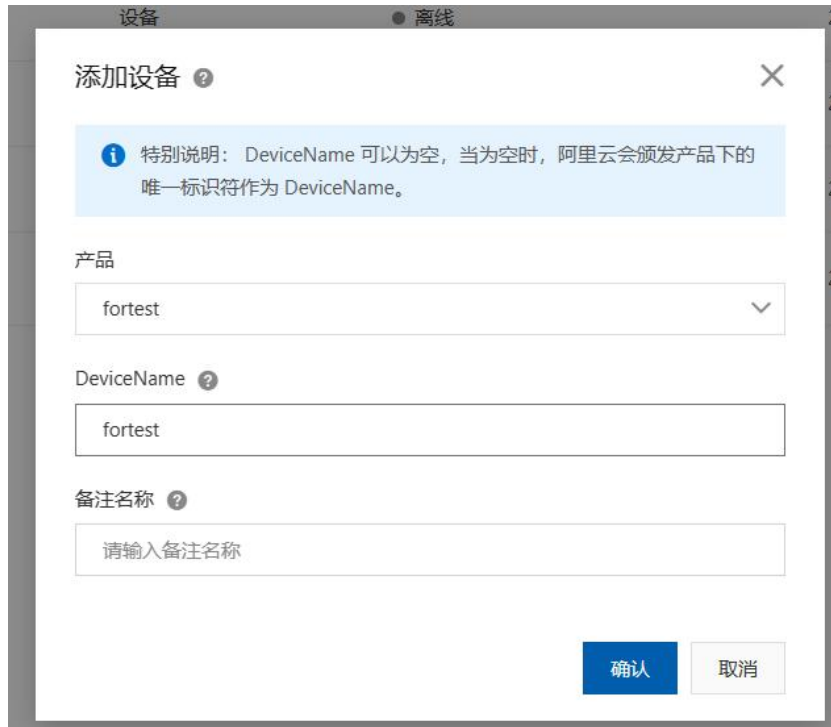 设备 离线
添加设备
特别说明： DeviceName 可以为空，当为空时，阿里云会颁发产品下的
唯一标识符作为 DeviceName。
产品
fortest
DeviceName
fortest
备注名称
请输入备注名称
确认 取消